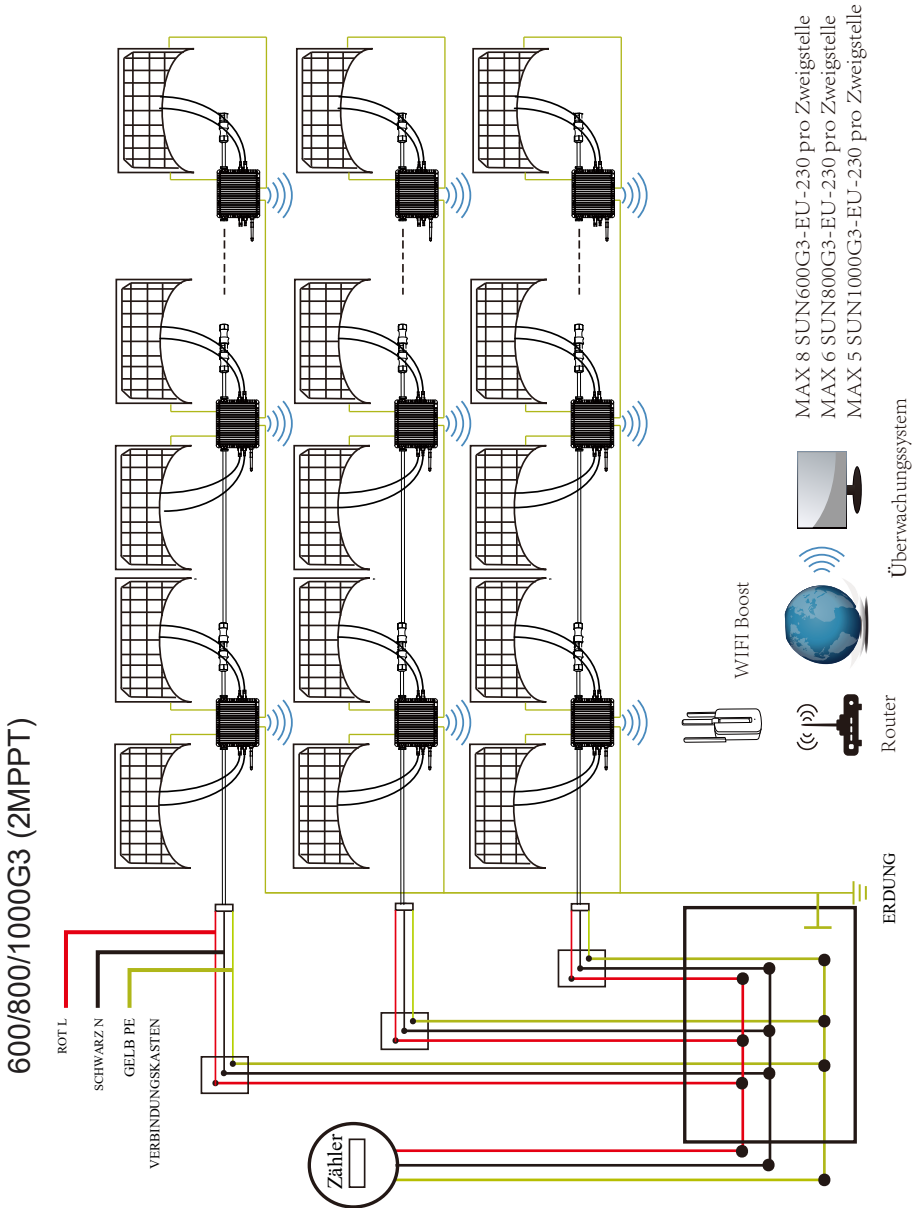 600/800/1000G3 (2MPPT)
ROT L
SCHWARZ N
GELB PE
VERBINDUNGSKASTEN
Zähler
ERDUNG
WIFI Boost
Router
Überwachungssystem
MAX 8 SUN600G3-EU-230 pro Zweigstelle
MAX 6 SUN800G3-EU-230 pro Zweigstelle
MAX 5 SUN1000G3-EU-230 pro Zweigstelle